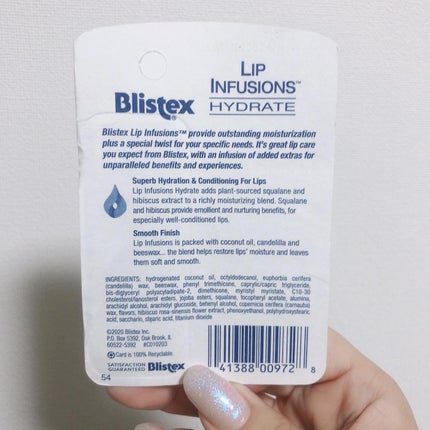 Blistex
LIP
INFUSIONS™
HYDRATE
Blistex Lip Infusions™ provide outstanding moisturization
plus a special twist for your specific needs. It's great lip care
you expect from Blistex, with an infusion of added extras for
unparalleled benefits and experiences.
Superb Hydration & Conditioning For Lips
Lip Infusions Hydrate adds plant-sourced squalane and
hibiscus extract to a richly moisturizing blend. Squalane
and hibiscus provide emollient and nurturing benefits, for
especially well-conditioned lips.
Smooth Finish
Lip Infusions is packed with coconut oil, candelilla and
beeswax... the blend helps restore lips' moisture and leaves
them soft and smooth.
INGREDIENTS: hydrogenated coconut oil, octyldodecanol, euphorbia cerifera
(candelilla) wax, beeswax, phenyl trimethicone, caprylic/capric triglyceride,
bis-diglyceryl polyacyladipate-2, dimethicone, myristyl myristate, C10-30
cholesterol/lanosterol esters, jojoba esters, squalane, tocopheryl acetate, alumina,
arachidyl alcohol, arachidyl glucoside, behenyl alcohol, copernicia cerifera (carnauba)
wax, flavors, hibiscus rosa-sinensis flower extract, phenoxyethanol, polyhydroxystearic
acid, saccharin, stearic acid, titanium dioxide
©2020 Blistex Inc.
P.O. Box 5392, Oak Brook, IL
60522-5392 #C010203
Card is 100% Recyclable
SATISFACTION
GUARANTEED Blistex
54
41388 00972 8